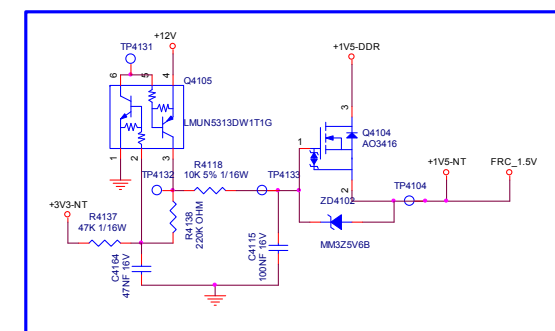 +12V
TP4131
+1V5-DDR
6
5
4
Q4105
LMUN5313DW1T1G
3
Q4104
AO3416
1
1
2
3
R4118
10K 5% 1/16W
TP4132
TP4133
+1V5-NT
FRC_1.5V
2
TP4104
ZD4102
+3V3-NT
R4137
47K 1/16W
R4138
220K OHM
MM3Z5V6B
C4164
47NF 16V
C4115
100NF 16V